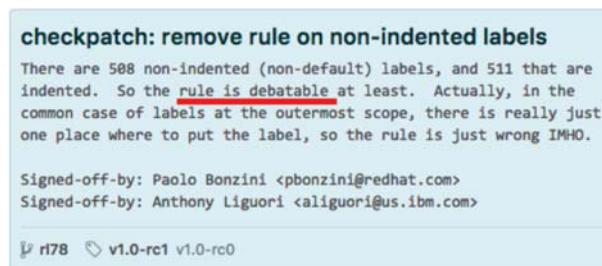 checkpatch: remove rule on non-indented labels
There are 508 non-indented (non-default) labels, and 511 that are
indented.  So the rule is debatable at least.  Actually, in the
common case of labels at the outermost scope, there is really just
one place where to put the label, so the rule is just wrong IMHO.
Signed-off-by: Paolo Bonzini <pbonzini@redhat.com>
Signed-off-by: Anthony Liguori <aliguori@us.ibm.com>
rl78 v1.0-rc1 v1.0-rc0